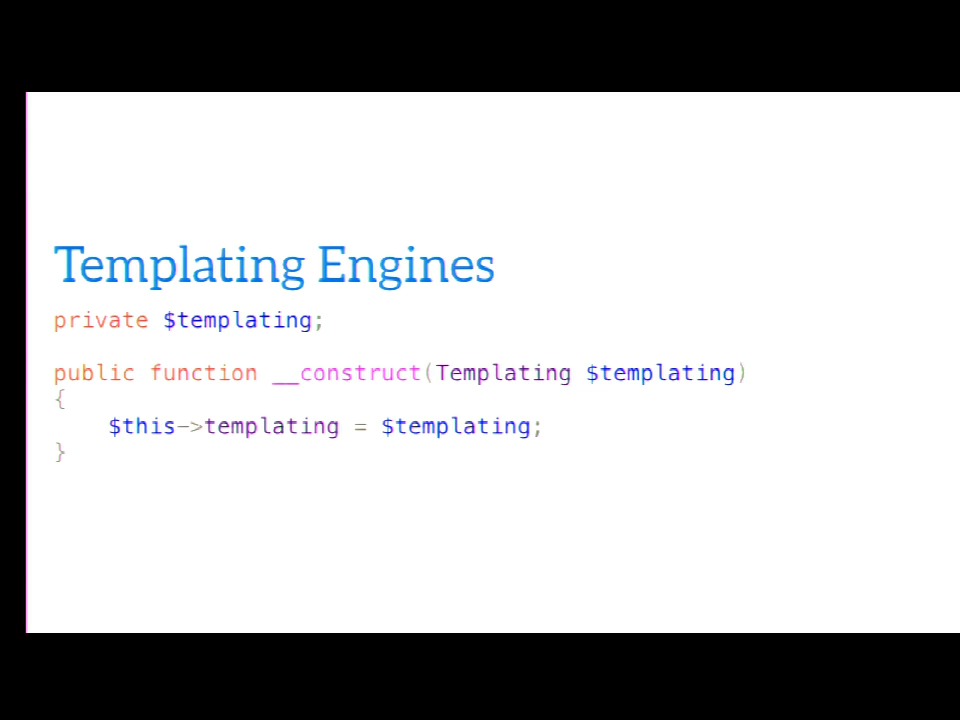 Templating Engines
private $templating;
public function __construct(Templating $templating)
{
    $this->templating = $templating;
}